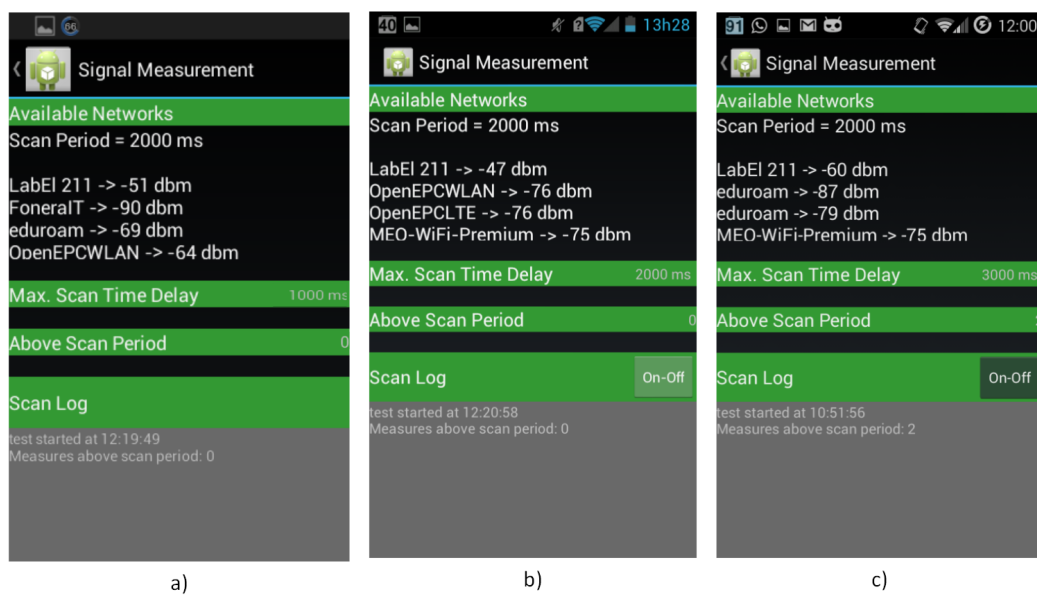 66
Signal Measurement
Available Networks
Scan Period = 2000 ms
LabEl 211 -> -51 dbm
FoneraIT -> -90 dbm
eduroam -> -69 dbm
OpenEPCWLAN -> -64 dbm
Max. Scan Time Delay 1000 ms
Above Scan Period 0
Scan Log
test started at 12:19:49
Measures above scan period: 0
a)
40 13h28
Signal Measurement
Available Networks
Scan Period = 2000 ms
LabEl 211 -> -47 dbm
OpenEPCWLAN -> -76 dbm
OpenEPCLTE -> -76 dbm
MEO-WiFi-Premium -> -75 dbm
Max. Scan Time Delay 2000 ms
Above Scan Period 0
Scan Log On-Off
test started at 12:20:58
Measures above scan period: 0
b)
91 12:00
Signal Measurement
Available Networks
Scan Period = 2000 ms
LabEl 211 -> -60 dbm
eduroam -> -87 dbm
eduroam -> -79 dbm
MEO-WiFi-Premium -> -75 dbm
Max. Scan Time Delay 3000 ms
Above Scan Period
Scan Log On-Off
test started at 10:51:56
Measures above scan period: 2
c)